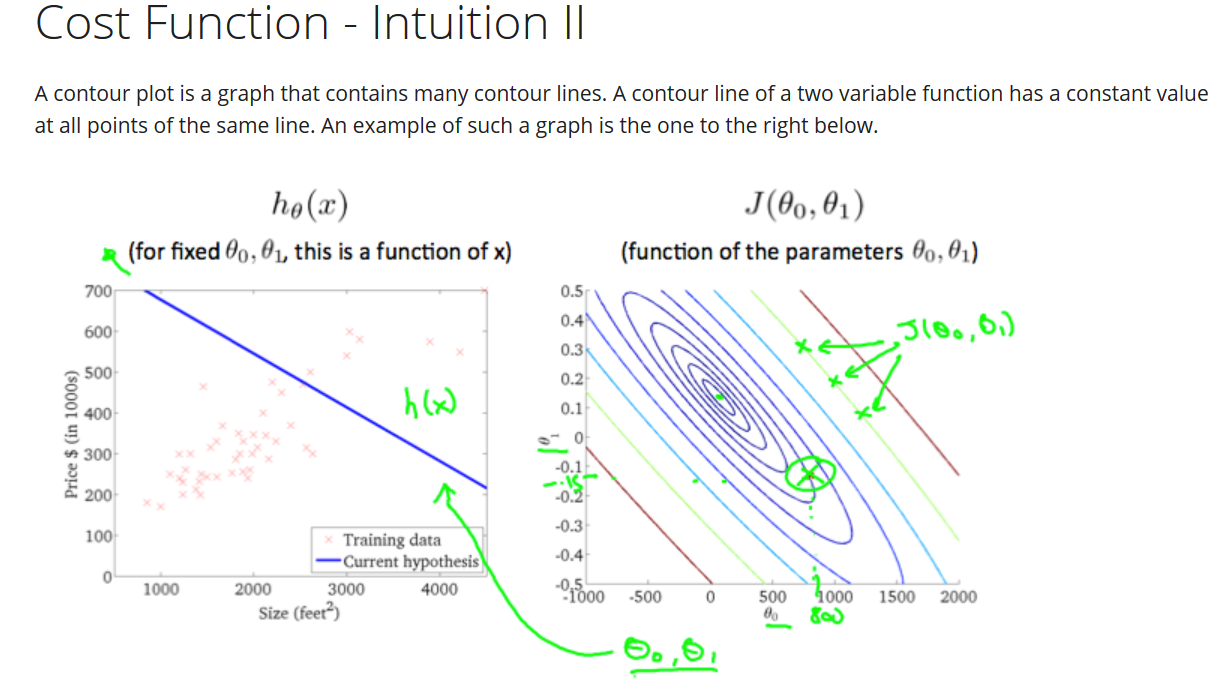 Cost Function - Intuition II
A contour plot is a graph that contains many contour lines. A contour line of a two variable function has a constant value
at all points of the same line. An example of such a graph is the one to the right below.
hθ(x)
(for fixed θ0, θ1, this is a function of x)
700
600
500
400
300
200
100
0
Price $ (in 1000s)
1000 2000 3000 4000
Size (feet²)
h(x)
Training data
Current hypothesis
J(θ0, θ1)
(function of the parameters θ0, θ1)
0.5
0.4
0.3
0.2
0.1
0
-0.1
-.15
-0.2
-0.3
-0.4
-0.5
θ1
-1000 -500 0 500 1000 1500 2000
θ0
800
J(θ0, θ1)
θ0, θ1